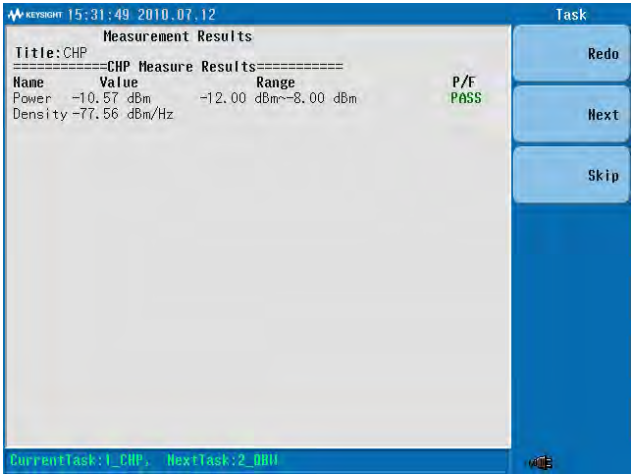 KEYSIGHT 15:31:49 2010.07.12
Task
Measurement Results
Title:CHP
============CHP Measure Results===========
Name Value Range P/F
Power -10.57 dBm -12.00 dBm~-8.00 dBm PASS
Density -77.56 dBm/Hz
Redo
Next
Skip
CurrentTask:1_CHP, NextTask:2_OBW